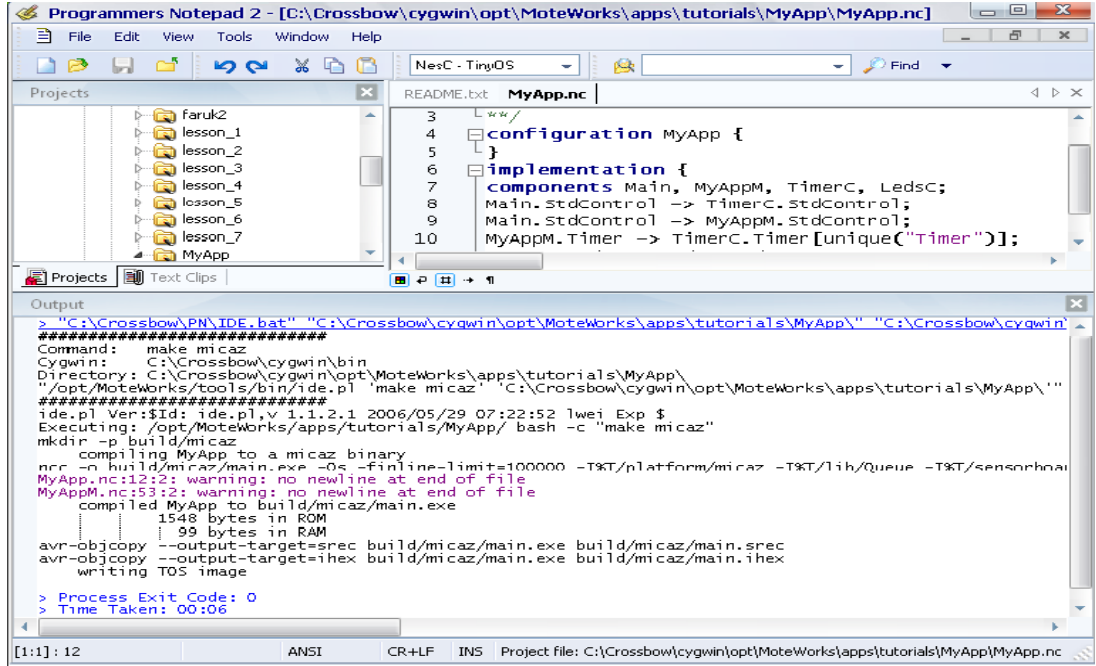 Programmers Notepad 2 - [C:\Crossbow\cygwin\opt\MoteWorks\apps\tutorials\MyApp\MyApp.nc]
File Edit View Tools Window Help
NesC - TinyOS Find
Projects
faruk2
lesson_1
lesson_2
lesson_3
lesson_4
lesson_5
lesson_6
lesson_7
MyApp
Projects Text Clips
README.txt MyApp.nc
3 **/
4 configuration MyApp {
5 }
6 implementation {
7 components Main, MyAppM, TimerC, LedsC;
8 Main.StdControl -> TimerC.StdControl;
9 Main.StdControl -> MyAppM.StdControl;
10 MyAppM.Timer -> TimerC.Timer[unique("Timer")];
Output
> "C:\Crossbow\PN\IDE.bat" "C:\Crossbow\cygwin\opt\MoteWorks\apps\tutorials\MyApp\" "C:\Crossbow\cygwin\
##############################
Command: make micaz
Cygwin: C:\Crossbow\cygwin\bin
Directory: C:\Crossbow\cygwin\opt\MoteWorks\apps\tutorials\MyApp\
"/opt/MoteWorks/tools/bin/ide.pl 'make micaz' 'C:\Crossbow\cygwin\opt\MoteWorks\apps\tutorials\MyApp\'"
##############################
ide.pl Ver:$Id: ide.pl,v 1.1.2.1 2006/05/29 07:22:52 lwei Exp $
Executing: /opt/MoteWorks/apps/tutorials/MyApp/ bash -c "make micaz"
mkdir -p build/micaz
compiling MyApp to a micaz binary
ncc -o build/micaz/main.exe -Os -finline-limit=100000 -I%T/platform/micaz -I%T/lib/Queue -I%T/sensorboa
MyApp.nc:12:2: warning: no newline at end of file
MyAppM.nc:53:2: warning: no newline at end of file
compiled MyApp to build/micaz/main.exe
1548 bytes in ROM
99 bytes in RAM
avr-objcopy --output-target=srec build/micaz/main.exe build/micaz/main.srec
avr-objcopy --output-target=ihex build/micaz/main.exe build/micaz/main.ihex
writing TOS image
> Process Exit Code: 0
> Time Taken: 00:06
[1:1] : 12 ANSI CR+LF INS Project file: C:\Crossbow\cygwin\opt\MoteWorks\apps\tutorials\MyApp\MyApp.nc